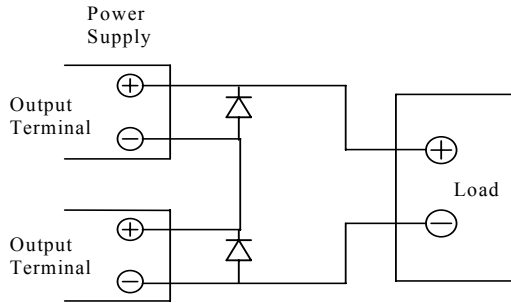 Power
Supply
+
Output
Terminal
−
+
Load
−
+
Output
Terminal
−